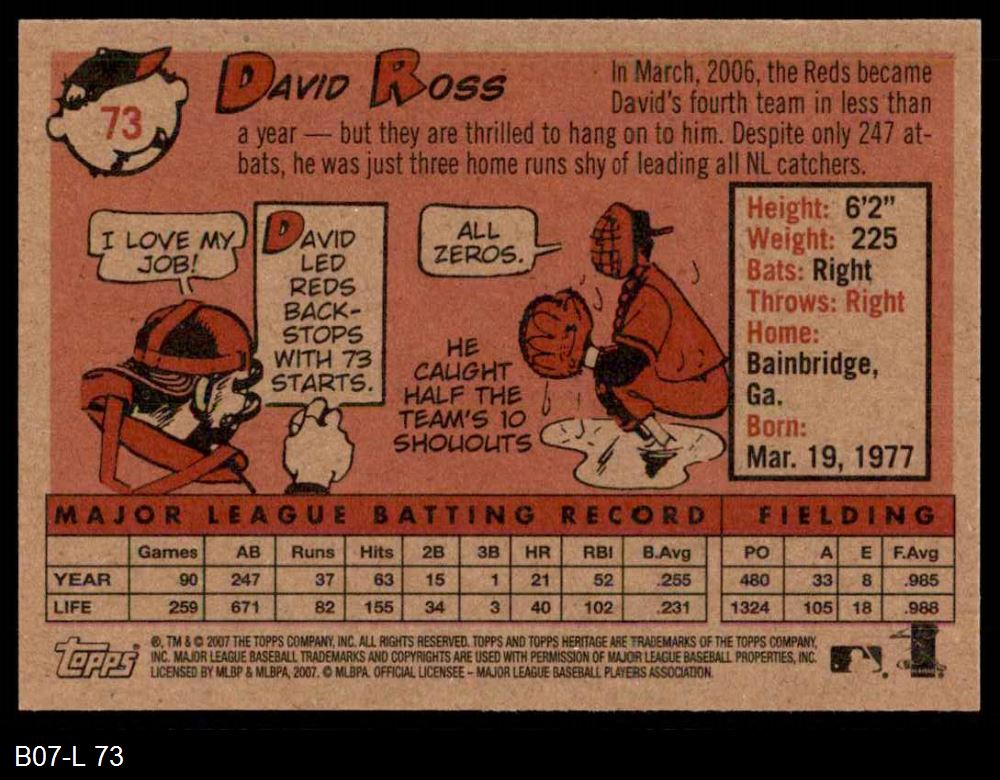 73
DAVID ROSS
In March, 2006, the Reds became
David's fourth team in less than
a year — but they are thrilled to hang on to him. Despite only 247 at-
bats, he was just three home runs shy of leading all NL catchers.
I LOVE MY
JOB!
DAVID
LED
REDS
BACK-
STOPS
WITH 73
STARTS.
ALL
ZEROS.
HE
CAUGHT
HALF THE
TEAM'S 10
SHOUOUTS
Height: 6'2"
Weight: 225
Bats: Right
Throws: Right
Home:
Bainbridge,
Ga.
Born:
Mar. 19, 1977
MAJOR LEAGUE BATTING RECORD FIELDING
Games AB Runs Hits 2B 3B HR RBI B.Avg PO A E F.Avg
YEAR 90 247 37 63 15 1 21 52 .255 480 33 8 .985
LIFE 259 671 82 155 34 3 40 102 .231 1324 105 18 .988
Topps
®, TM & © 2007 THE TOPPS COMPANY, INC. ALL RIGHTS RESERVED. TOPPS AND TOPPS HERITAGE ARE TRADEMARKS OF THE TOPPS COMPANY,
INC. MAJOR LEAGUE BASEBALL TRADEMARKS AND COPYRIGHTS ARE USED WITH PERMISSION OF MAJOR LEAGUE BASEBALL PROPERTIES, INC.
LICENSED BY MLBP & MLBPA, 2007. © MLBPA. OFFICIAL LICENSEE – MAJOR LEAGUE BASEBALL PLAYERS ASSOCIATION.
B07-L 73